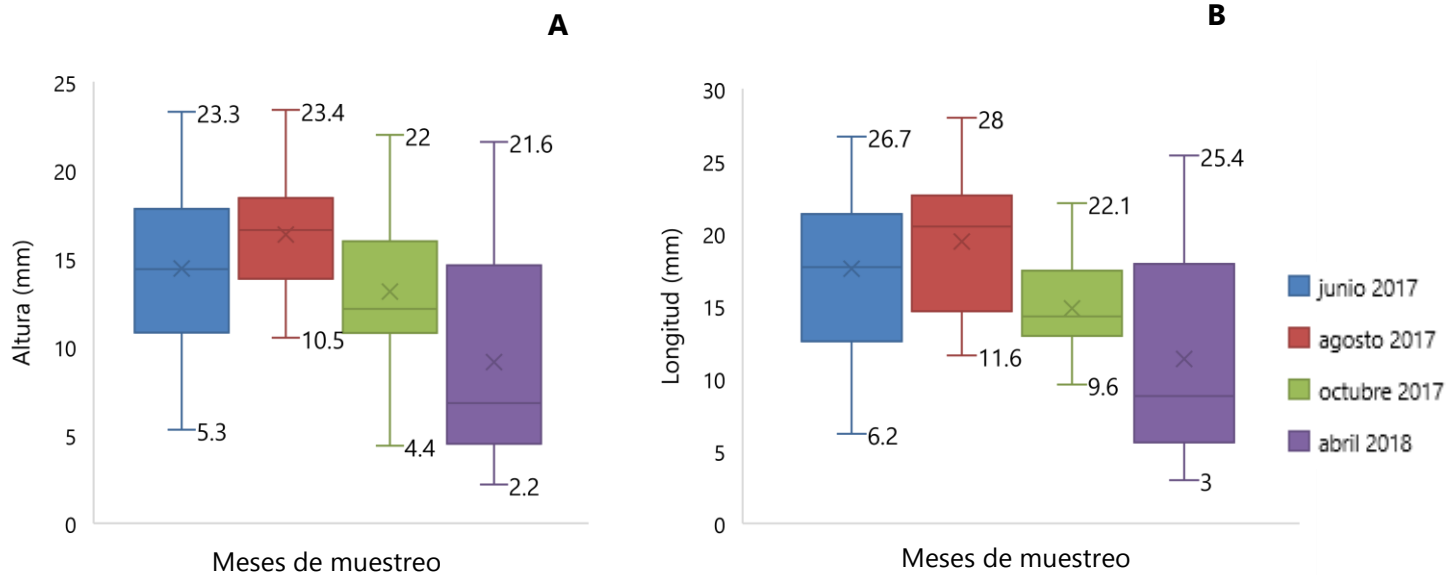 A
25
20
15
10
5
0
Altura (mm)
23.3
5.3
23.4
10.5
22
4.4
21.6
2.2
Meses de muestreo
B
30
25
20
15
10
5
0
Longitud (mm)
26.7
6.2
28
11.6
22.1
9.6
25.4
3
Meses de muestreo
junio 2017
agosto 2017
octubre 2017
abril 2018